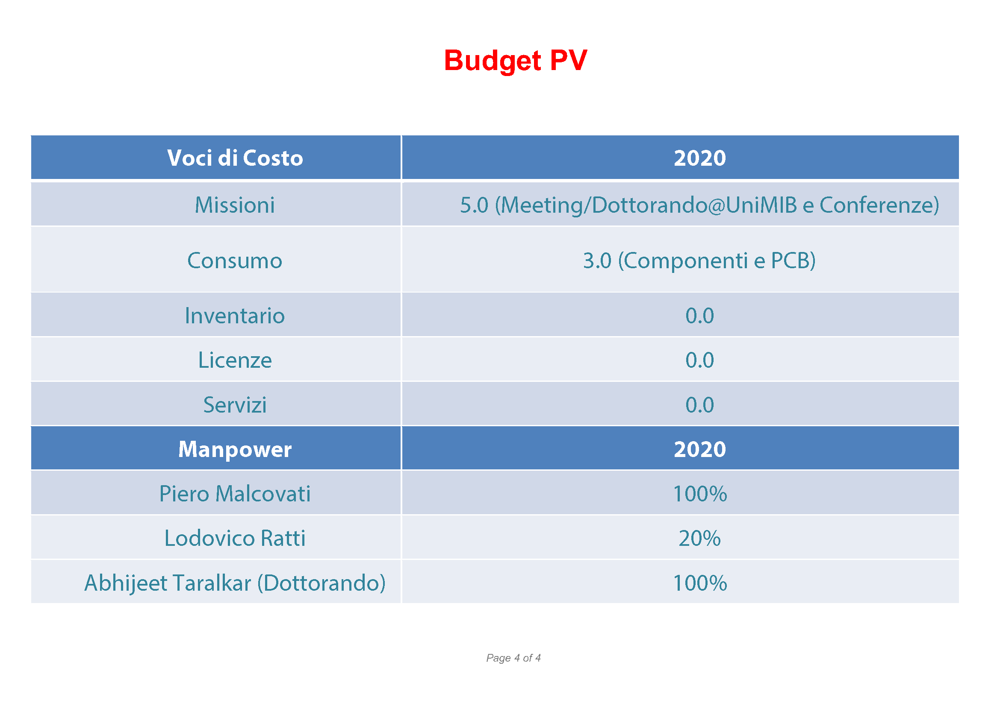 Budget PV
Voci di Costo 2020
Missioni 5.0 (Meeting/Dottorando@UniMIB e Conferenze)
Consumo 3.0 (Componenti e PCB)
Inventario 0.0
Licenze 0.0
Servizi 0.0
Manpower 2020
Piero Malcovati 100%
Lodovico Ratti 20%
Abhijeet Taralkar (Dottorando) 100%
Page 4 of 4